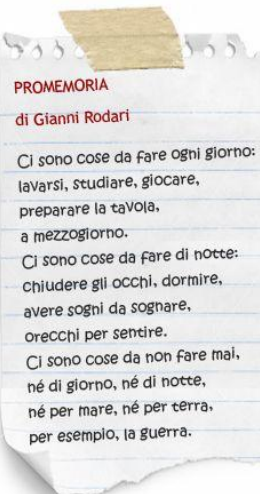 PROMEMORIA
di Gianni Rodari
Ci sono cose da fare ogni giorno:
lavarsi, studiare, giocare,
preparare la tavola,
a mezzogiorno.
Ci sono cose da fare di notte:
chiudere gli occhi, dormire,
avere sogni da sognare,
orecchi per sentire.
Ci sono cose da non fare mai,
né di giorno, né di notte,
né per mare, né per terra,
per esempio, la guerra.